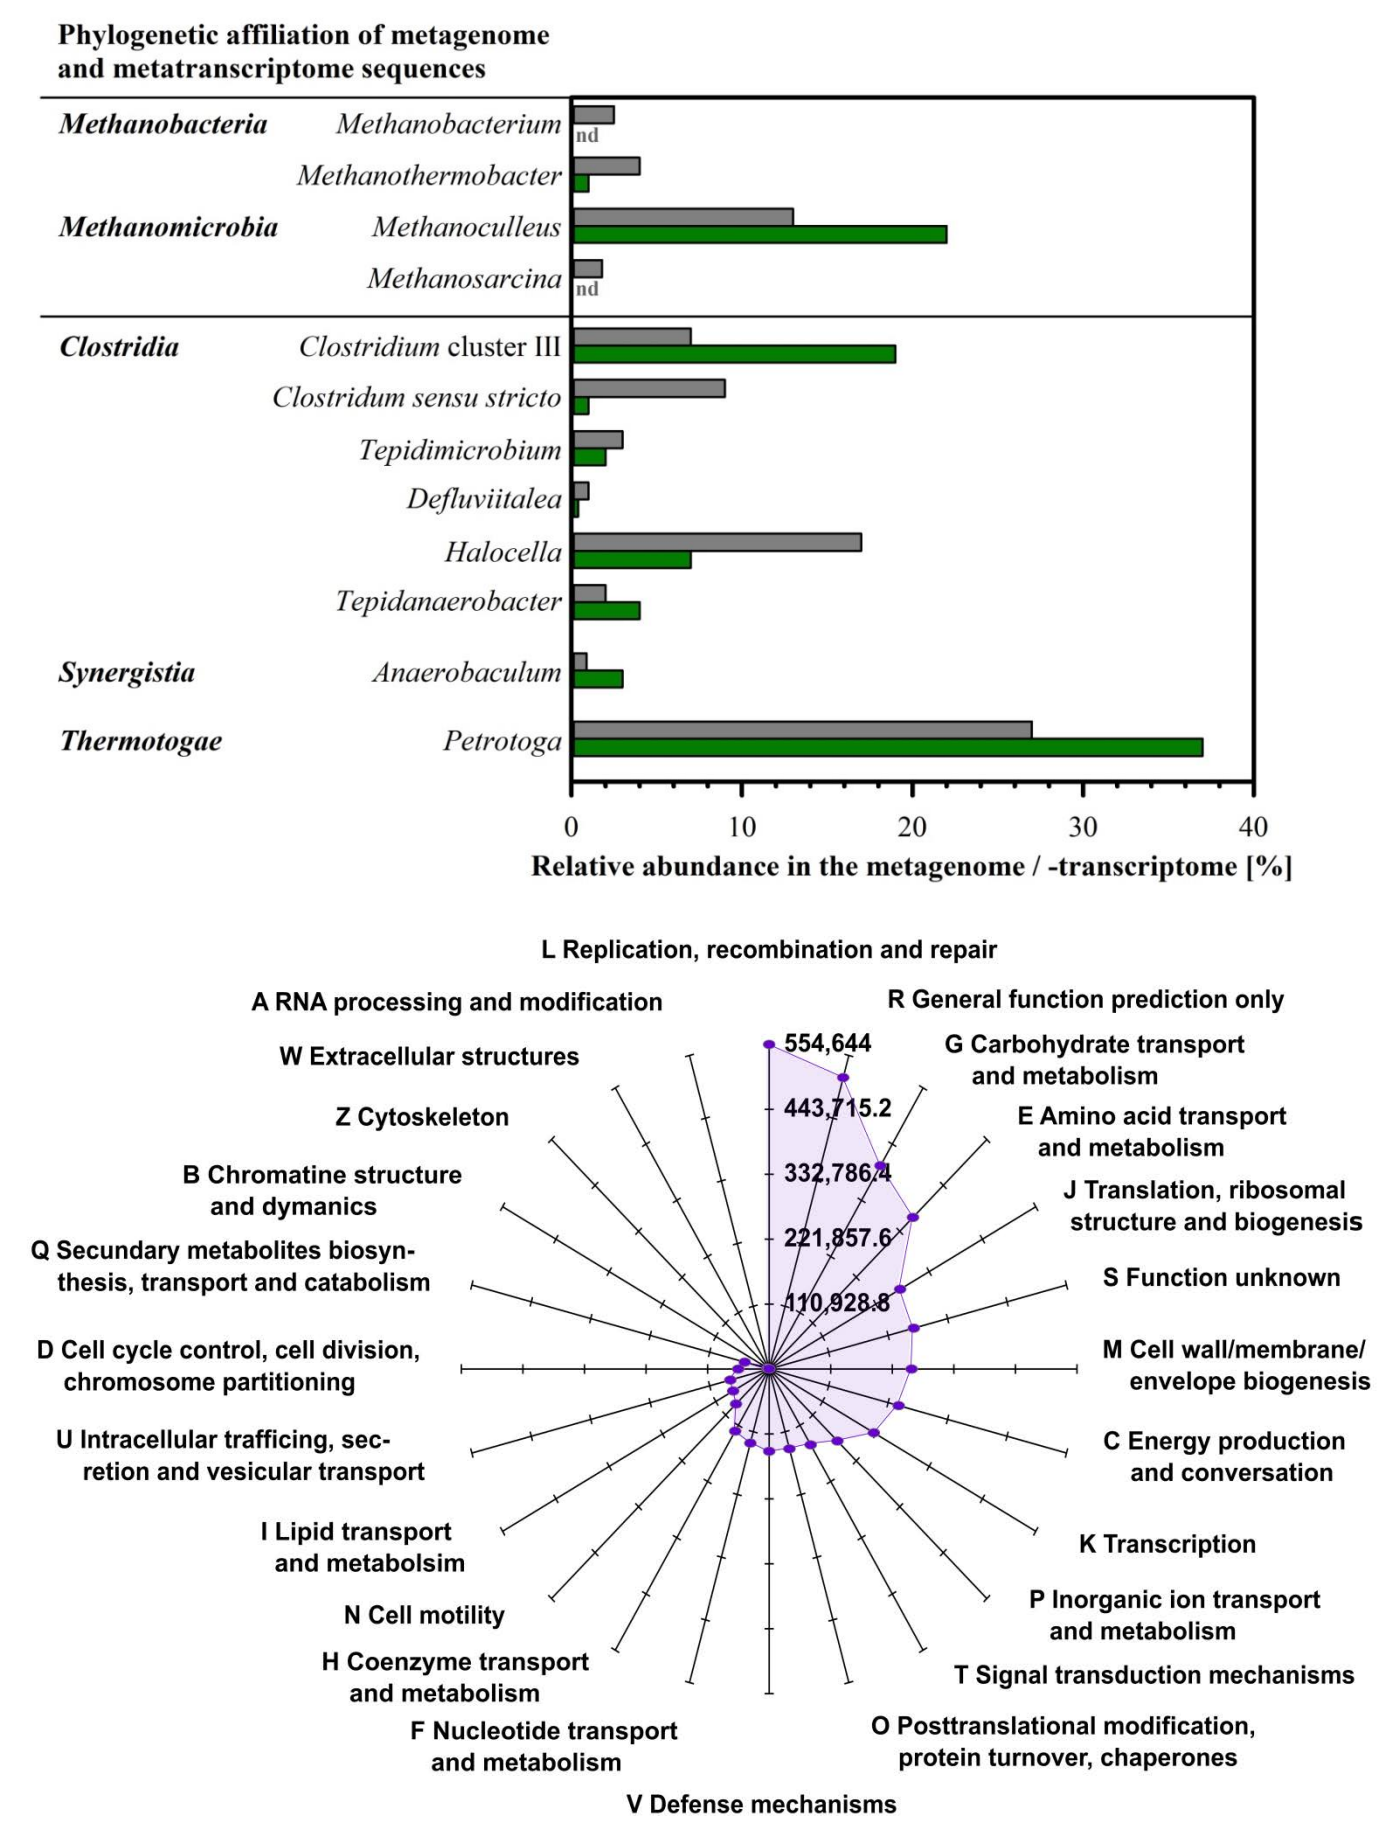 Phylogenetic affiliation of metagenome
and metatranscriptome sequences
Methanobacteria Methanobacterium
nd
Methanothermobacter
Methanomicrobia Methanoculleus
Methanosarcina
nd
Clostridia Clostridium cluster III
Clostridum sensu stricto
Tepidimicrobium
Defluviitalea
Halocella
Tepidanaerobacter
Synergistia Anaerobaculum
Thermotogae Petrotoga
0 10 20 30 40
Relative abundance in the metagenome / -transcriptome [%]
L Replication, recombination and repair
R General function prediction only
G Carbohydrate transport
and metabolism
E Amino acid transport
and metabolism
J Translation, ribosomal
structure and biogenesis
S Function unknown
M Cell wall/membrane/
envelope biogenesis
C Energy production
and conversation
K Transcription
P Inorganic ion transport
and metabolism
T Signal transduction mechanisms
O Posttranslational modification,
protein turnover, chaperones
V Defense mechanisms
F Nucleotide transport
and metabolism
H Coenzyme transport
and metabolism
N Cell motility
I Lipid transport
and metabolsim
U Intracellular trafficing, sec-
retion and vesicular transport
D Cell cycle control, cell division,
chromosome partitioning
Q Secundary metabolites biosyn-
thesis, transport and catabolism
B Chromatine structure
and dymanics
Z Cytoskeleton
W Extracellular structures
A RNA processing and modification
554,644
443,715.2
332,786.4
221,857.6
110,928.8